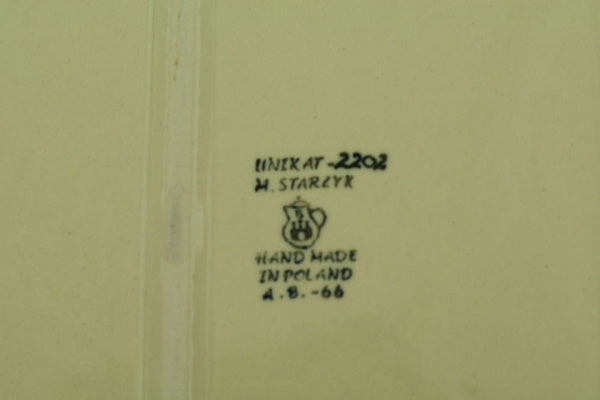 UNIKAT-2202
M. STARZYK
HAND MADE
IN POLAND
A.B.-66